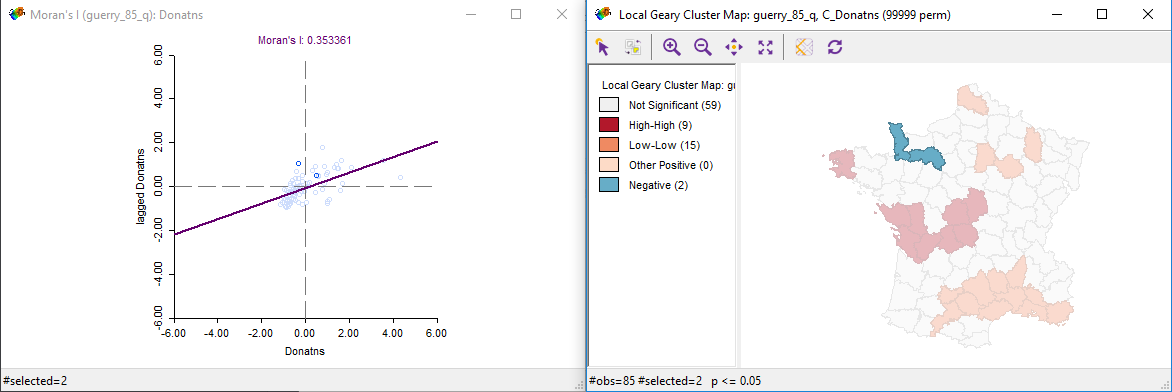 Moran's I (guerry_85_q): Donatns
Moran's I: 0.353361
6.00
4.00
2.00
0.00
-2.00
-4.00
-6.00
lagged Donatns
-6.00 -4.00 -2.00 0.00 2.00 4.00 6.00
Donatns
#selected=2
Local Geary Cluster Map: guerry_85_q, C_Donatns (99999 perm)
Local Geary Cluster Map: gu
Not Significant (59)
High-High (9)
Low-Low (15)
Other Positive (0)
Negative (2)
#obs=85 #selected=2 p <= 0.05